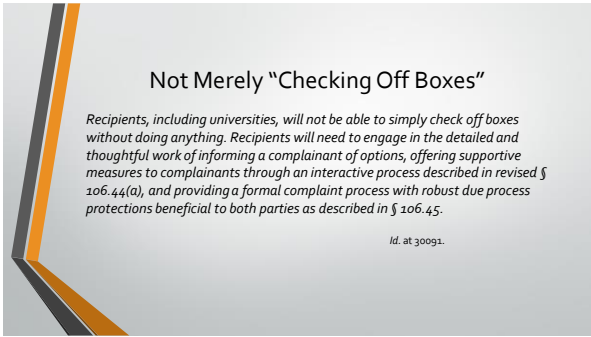 Not Merely “Checking Off Boxes”
Recipients, including universities, will not be able to simply check off boxes
without doing anything. Recipients will need to engage in the detailed and
thoughtful work of informing a complainant of options, offering supportive
measures to complainants through an interactive process described in revised §
106.44(a), and providing a formal complaint process with robust due process
protections beneficial to both parties as described in § 106.45.
Id. at 30091.